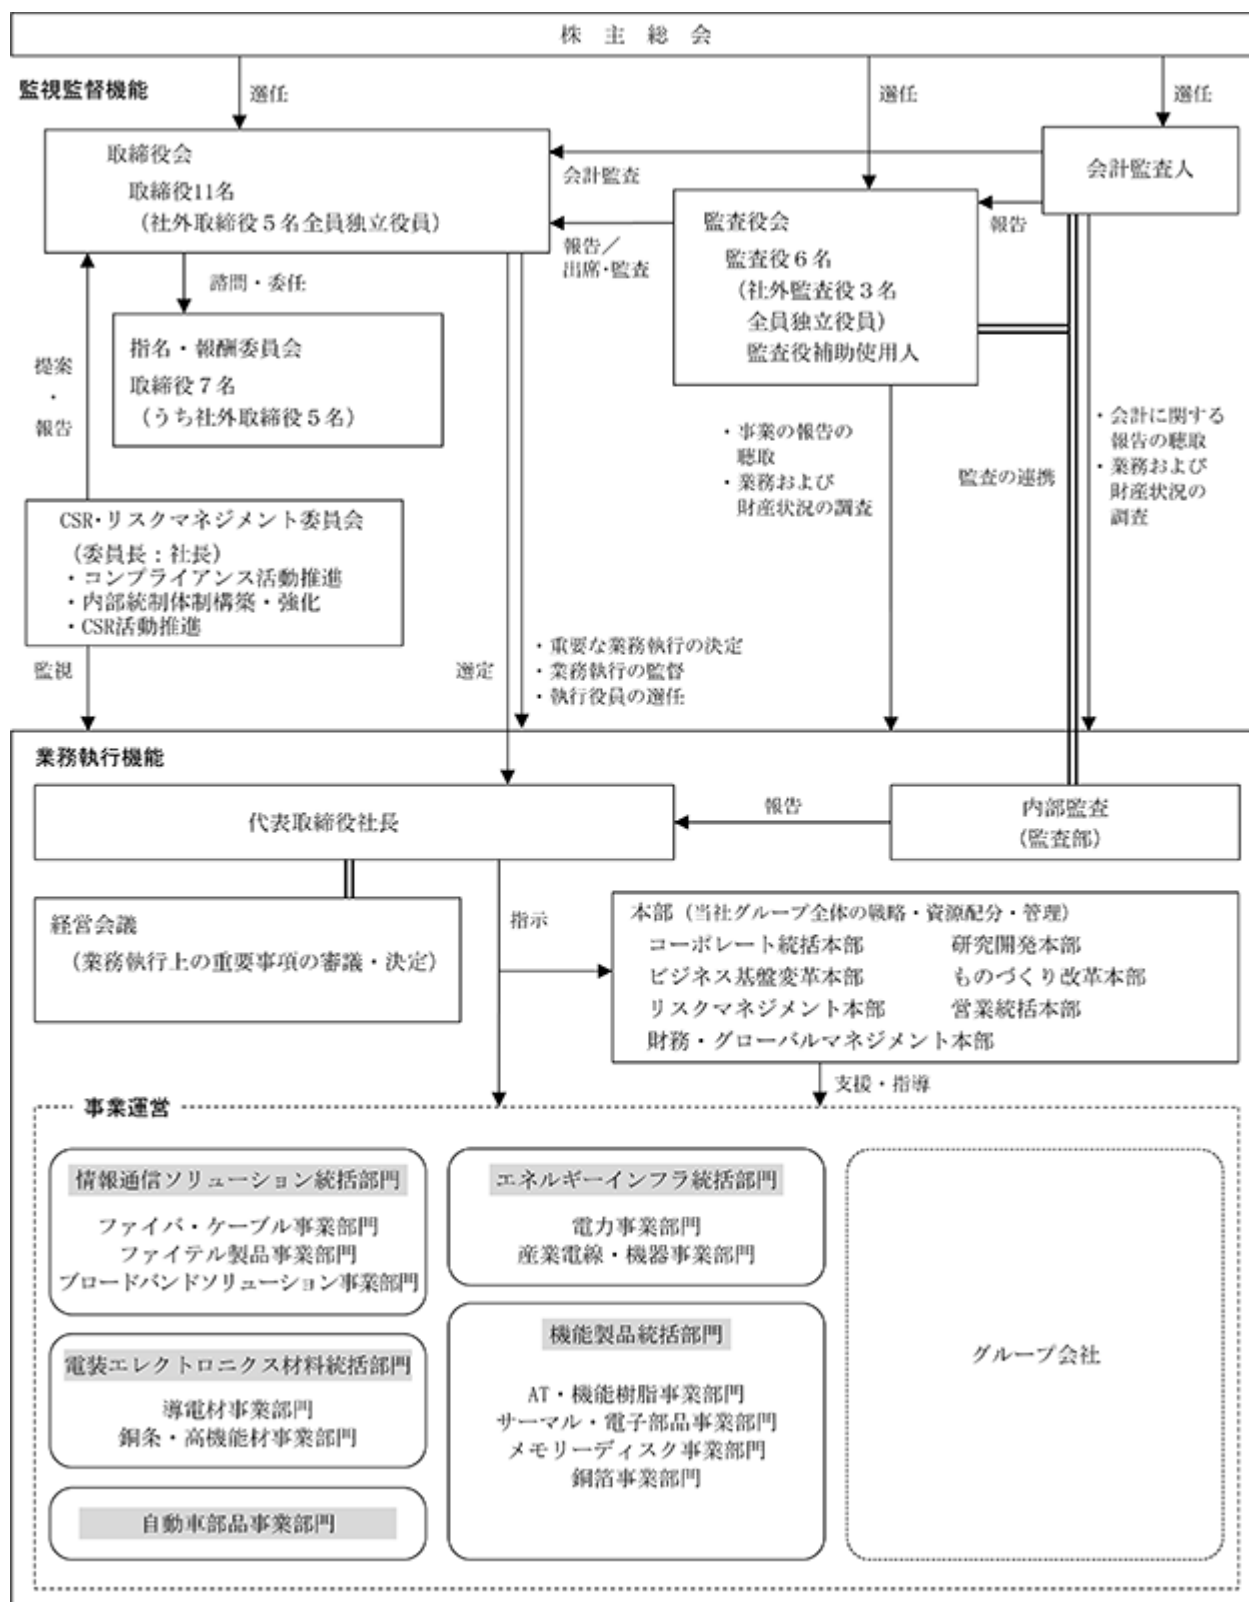 株 主 総 会
監視監督機能
選任
選任
選任
取締役会
取締役11名
（社外取締役５名全員独立役員）
会計監査
会計監査人
報告
監査役会
監査役６名
（社外監査役３名
全員独立役員）
監査役補助使用人
報告／
出席・監査
諮問・委任
指名・報酬委員会
取締役７名
（うち社外取締役５名）
提案
・
報告
・事業の報告の
聴取
・業務および
財産状況の調査
監査の連携
・会計に関する
報告の聴取
・業務および
財産状況の
調査
CSR・リスクマネジメント委員会
（委員長：社長）
・コンプライアンス活動推進
・内部統制体制構築・強化
・CSR活動推進
監視
選定
・重要な業務執行の決定
・業務執行の監督
・執行役員の選任
業務執行機能
代表取締役社長
報告
内部監査
（監査部）
経営会議
（業務執行上の重要事項の審議・決定）
指示
本部（当社グループ全体の戦略・資源配分・管理）
コーポレート統括本部 研究開発本部
ビジネス基盤変革本部 ものづくり改革本部
リスクマネジメント本部 営業統括本部
財務・グローバルマネジメント本部
支援・指導
事業運営
情報通信ソリューション統括部門
ファイバ・ケーブル事業部門
ファイテル製品事業部門
ブロードバンドソリューション事業部門
エネルギーインフラ統括部門
電力事業部門
産業電線・機器事業部門
電装エレクトロニクス材料統括部門
導電材事業部門
銅条・高機能材事業部門
機能製品統括部門
AT・機能樹脂事業部門
サーマル・電子部品事業部門
メモリーディスク事業部門
銅箔事業部門
自動車部品事業部門
グループ会社